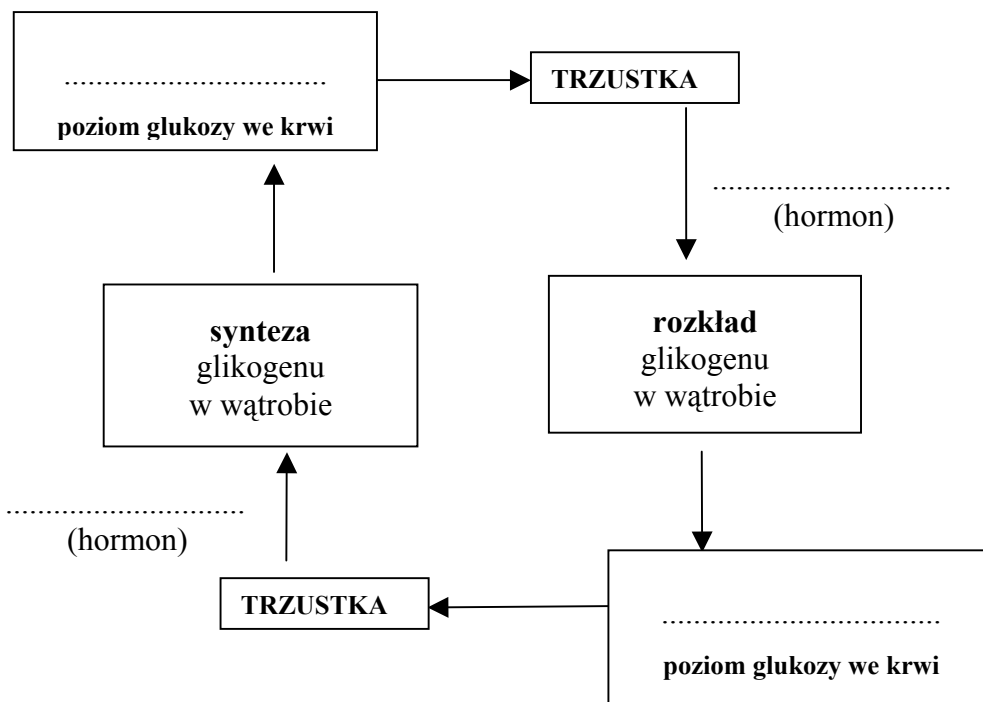 ..............................
poziom glukozy we krwi
TRZUSTKA
..............................
(hormon)
synteza
glikogenu
w wątrobie
rozkład
glikogenu
w wątrobie
..............................
(hormon)
TRZUSTKA
................................
poziom glukozy we krwi